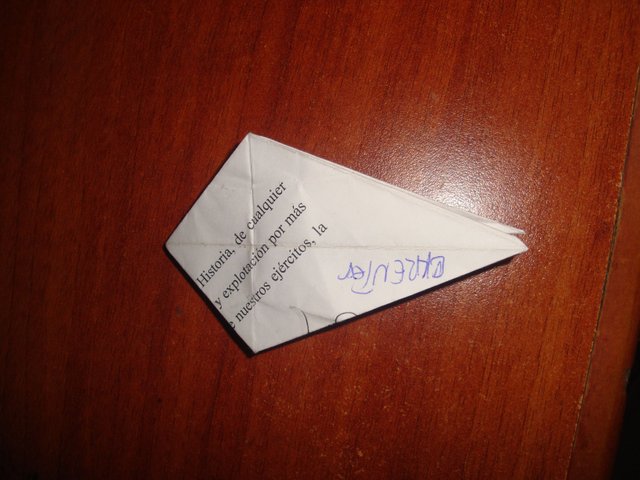 Historia, de cualquier
y explotación por más
e nuestros ejércitos, la